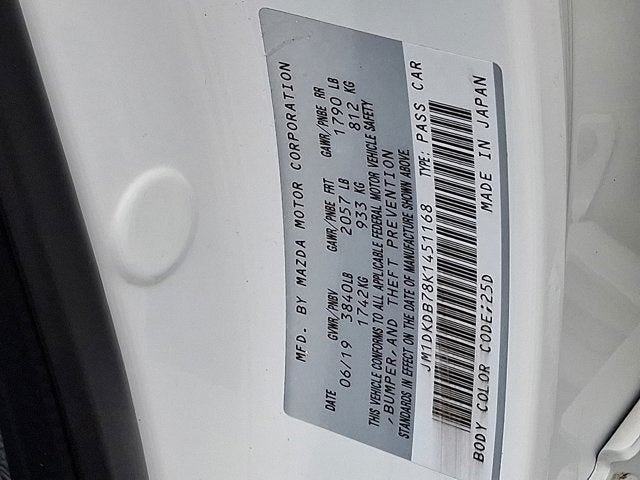 MFD. BY MAZDA MOTOR CORPORATION
DATE GVWR/PNBV GAWR/PNBE FRT GAWR/PNBE RR
06/19 3840LB 2057 LB 1790 LB
1742KG 933 KG 812 KG
THIS VEHICLE CONFORMS TO ALL APPLICABLE FEDERAL MOTOR VEHICLE SAFETY
,BUMPER,AND THEFT PREVENTION
STANDARDS IN EFFECT ON THE DATE OF MANUFACTURE SHOWN ABOVE.
JM1DKDB78K1451168 TYPE: PASS CAR
BODY COLOR CODE;25D MADE IN JAPAN